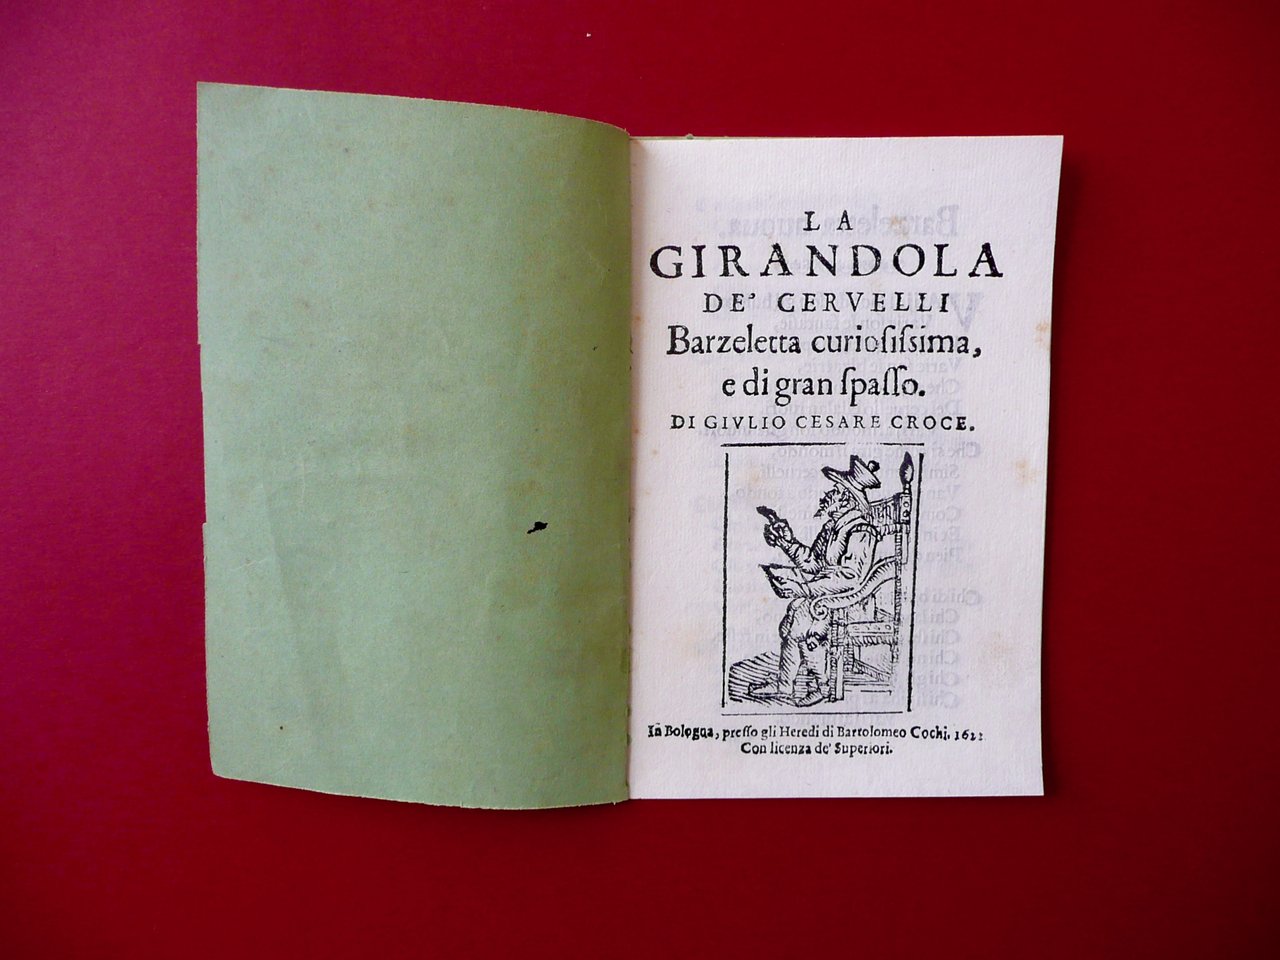 LA
GIRANDOLA
DE' CERVELLI
Barzeletta curiosiſsima,
e di gran ſpaſſo.
DI GIVLIO CESARE CROCE.
In Bologna, preſſo gli Heredi di Bartolomeo Cochi. 1622
Con licenza de' Superiori.